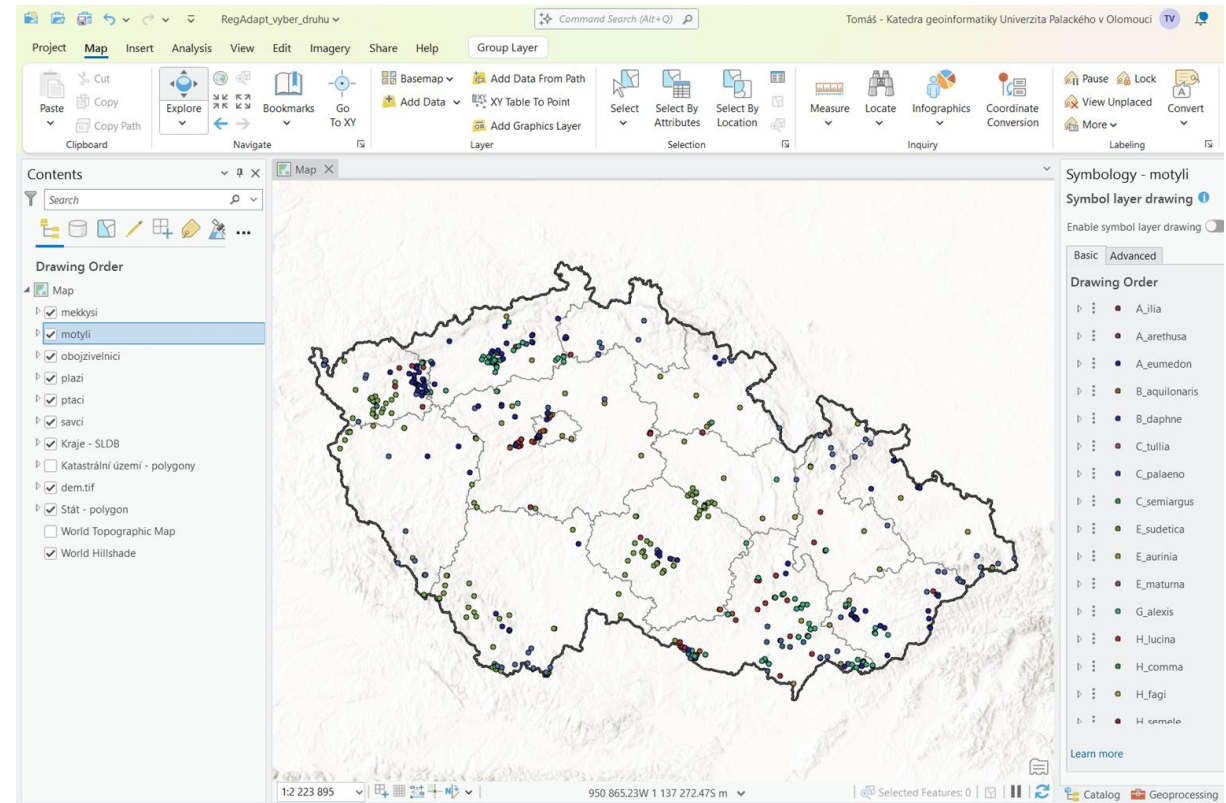 RegAdapt_vyber_druhu
Command Search (Alt+Q)
Tomáš - Katedra geoinformatiky Univerzita Palackého v Olomouci TV
Project Map Insert Analysis View Edit Imagery Share Help Group Layer
Paste
Cut
Copy
Copy Path
Clipboard
Explore
Bookmarks
Go To XY
Navigate
Basemap
Add Data
Add Data From Path
XY Table To Point
Add Graphics Layer
Layer
Select
Select By Attributes
Select By Location
Selection
Measure
Locate
Infographics
Coordinate Conversion
Inquiry
Pause Lock
View Unplaced
More
Convert
Labeling
Contents
Search
Drawing Order
Map
mekkysi
motyli
obojzivelnici
plazi
ptaci
savci
Kraje - SLDB
Katastrální území - polygony
dem.tif
Stát - polygon
World Topographic Map
World Hillshade
Map
1:2 223 895
950 865.23W 1 137 272.47S m
Selected Features: 0
Symbology - motyli
Symbol layer drawing
Enable symbol layer drawing
Basic Advanced
Drawing Order
A_ilia
A_arethusa
A_eumedon
B_aquilonaris
B_daphne
C_tullia
C_palaeno
C_semiargus
E_sudetica
E_aurinia
E_maturna
G_alexis
H_lucina
H_comma
H_fagi
H_semele
Learn more
Catalog Geoprocessing